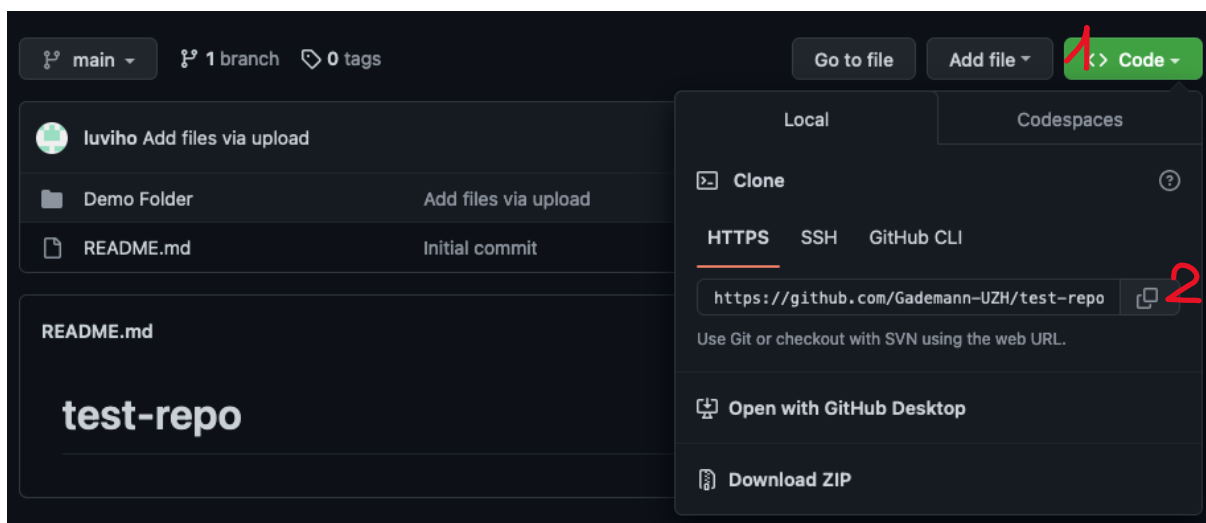 main 1 branch 0 tags Go to file Add file 1 <> Code
luviho Add files via upload
Demo Folder Add files via upload
README.md Initial commit
README.md
test-repo
Local Codespaces
Clone
HTTPS SSH GitHub CLI
https://github.com/Gademann-UZH/test-repo 2
Use Git or checkout with SVN using the web URL.
Open with GitHub Desktop
Download ZIP